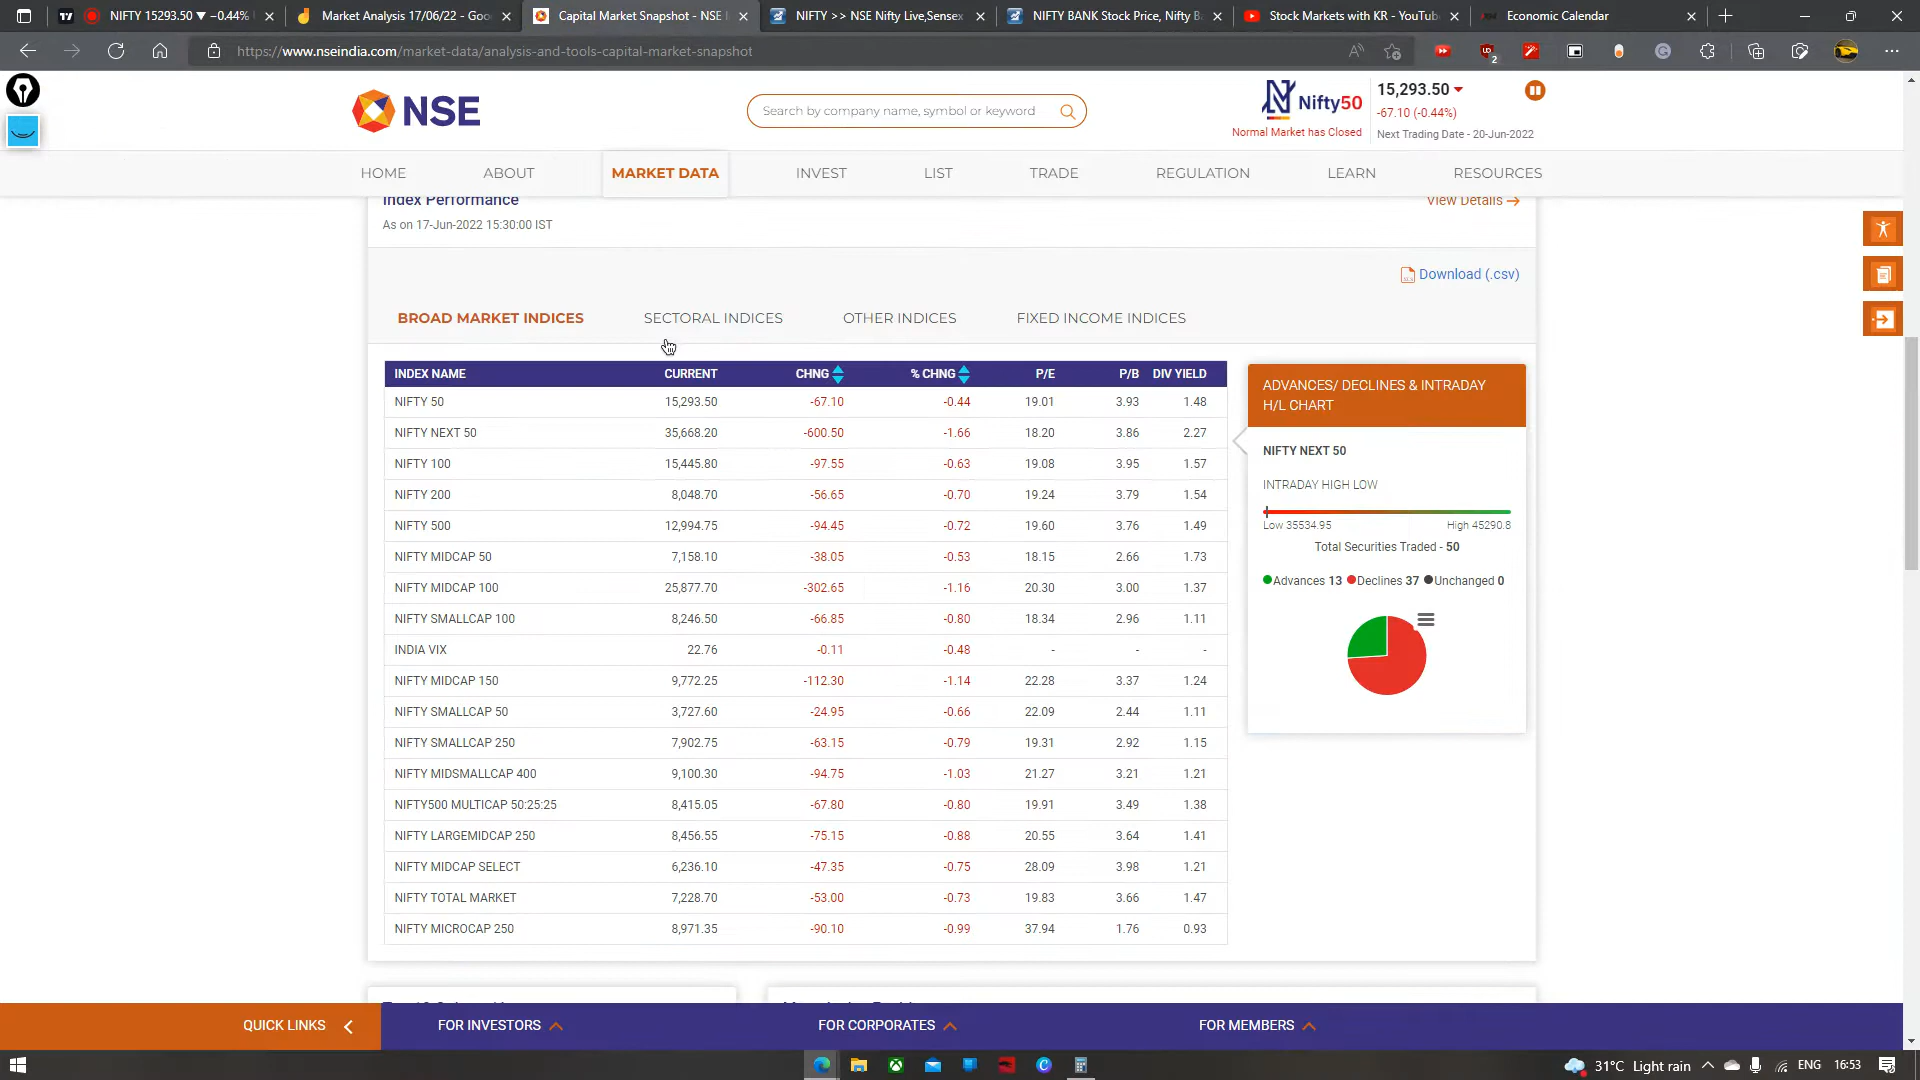 NIFTY 15293.50 ▼ −0.44%
Market Analysis 17/06/22 - Goo
Capital Market Snapshot - NSE I
NIFTY >> NSE Nifty Live,Sensex
NIFTY BANK Stock Price, Nifty B
Stock Markets with KR - YouTub
Economic Calendar
https://www.nseindia.com/market-data/analysis-and-tools-capital-market-snapshot
2
NSE
Search by company name, symbol or keyword
Nifty50
15,293.50
Normal Market has Closed
-67.10 (-0.44%)
Next Trading Date - 20-Jun-2022
HOME ABOUT MARKET DATA INVEST LIST TRADE REGULATION LEARN RESOURCES
Index Performance
View Details →
As on 17-Jun-2022 15:30:00 IST
Download (.csv)
BROAD MARKET INDICES SECTORAL INDICES OTHER INDICES FIXED INCOME INDICES
INDEX NAME CURRENT CHNG % CHNG P/E P/B DIV YIELD
NIFTY 50 15,293.50 -67.10 -0.44 19.01 3.93 1.48
NIFTY NEXT 50 35,668.20 -600.50 -1.66 18.20 3.86 2.27
NIFTY 100 15,445.80 -97.55 -0.63 19.08 3.95 1.57
NIFTY 200 8,048.70 -56.65 -0.70 19.24 3.79 1.54
NIFTY 500 12,994.75 -94.45 -0.72 19.60 3.76 1.49
NIFTY MIDCAP 50 7,158.10 -38.05 -0.53 18.15 2.66 1.73
NIFTY MIDCAP 100 25,877.70 -302.65 -1.16 20.30 3.00 1.37
NIFTY SMALLCAP 100 8,246.50 -66.85 -0.80 18.34 2.96 1.11
INDIA VIX 22.76 -0.11 -0.48 - - -
NIFTY MIDCAP 150 9,772.25 -112.30 -1.14 22.28 3.37 1.24
NIFTY SMALLCAP 50 3,727.60 -24.95 -0.66 22.09 2.44 1.11
NIFTY SMALLCAP 250 7,902.75 -63.15 -0.79 19.31 2.92 1.15
NIFTY MIDSMALLCAP 400 9,100.30 -94.75 -1.03 21.27 3.21 1.21
NIFTY500 MULTICAP 50:25:25 8,415.05 -67.80 -0.80 19.91 3.49 1.38
NIFTY LARGEMIDCAP 250 8,456.55 -75.15 -0.88 20.55 3.64 1.41
NIFTY MIDCAP SELECT 6,236.10 -47.35 -0.75 28.09 3.98 1.21
NIFTY TOTAL MARKET 7,228.70 -53.00 -0.73 19.83 3.66 1.47
NIFTY MICROCAP 250 8,971.35 -90.10 -0.99 37.94 1.76 0.93
ADVANCES/ DECLINES & INTRADAY
H/L CHART
NIFTY NEXT 50
INTRADAY HIGH LOW
Low 35534.95 High 45290.8
Total Securities Traded - 50
Advances 13 Declines 37 Unchanged 0
QUICK LINKS FOR INVESTORS FOR CORPORATES FOR MEMBERS
31°C Light rain ENG 16:53